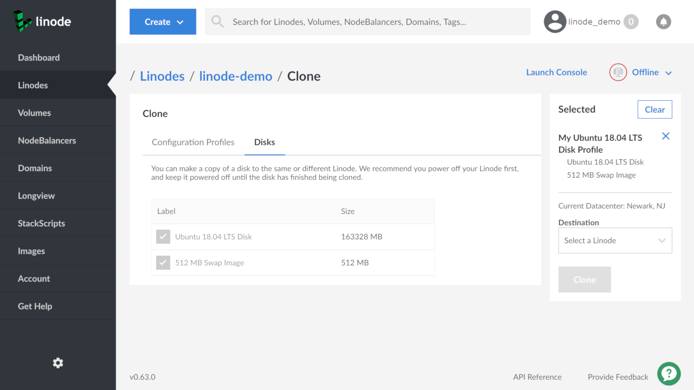 linode
Create
Search for Linodes, Volumes, NodeBalancers, Domains, Tags...
linode_demo
0
Dashboard
Linodes
Volumes
NodeBalancers
Domains
Longview
StackScripts
Images
Account
Get Help
/ Linodes / linode-demo / Clone
Launch Console
Offline
Clone
Configuration Profiles
Disks
You can make a copy of a disk to the same or different Linode. We recommend you power off your Linode first,
and keep it powered off until the disk has finished being cloned.
Label Size
Ubuntu 18.04 LTS Disk 163328 MB
512 MB Swap Image 512 MB
Selected
Clear
My Ubuntu 18.04 LTS
Disk Profile
Ubuntu 18.04 LTS Disk
512 MB Swap Image
Current Datacenter: Newark, NJ
Destination
Select a Linode
Clone
v0.63.0
API Reference
Provide Feedback
?